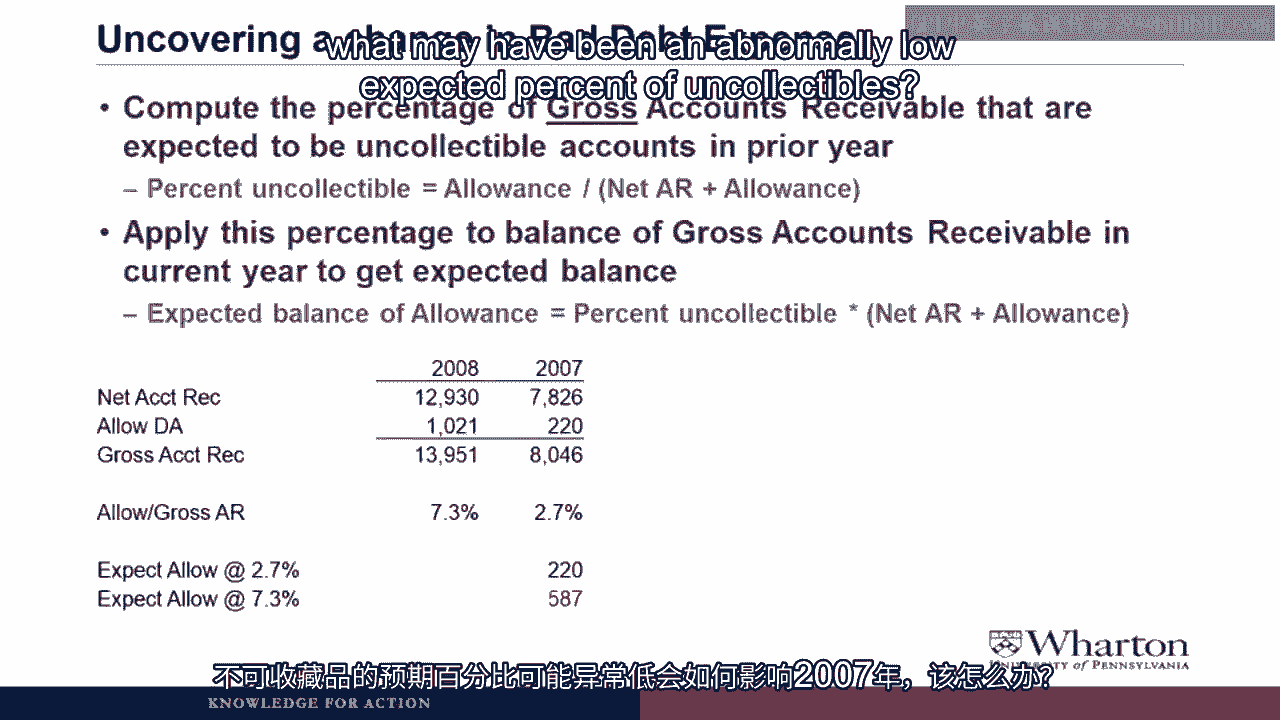 Uncovering a change in Bad Debt Expense
what may have been an abnormally low
expected percent of uncollectibles?
• Compute the percentage of Gross Accounts Receivable that are
expected to be uncollectible accounts in prior year
– Percent uncollectible = Allowance / (Net AR + Allowance)
• Apply this percentage to balance of Gross Accounts Receivable in
current year to get expected balance
– Expected balance of Allowance = Percent uncollectible * (Net AR + Allowance)
2008 2007
Net Acct Rec 12,930 7,826
Allow DA 1,021 220
Gross Acct Rec 13,951 8,046
Allow/Gross AR 7.3% 2.7%
Expect Allow @ 2.7% 220
Expect Allow @ 7.3% 587
Wharton
UNIVERSITY of PENNSYLVANIA
不可收藏品的预期百分比可能异常低会如何影响2007年，该怎么办？
KNOWLEDGE FOR ACTION